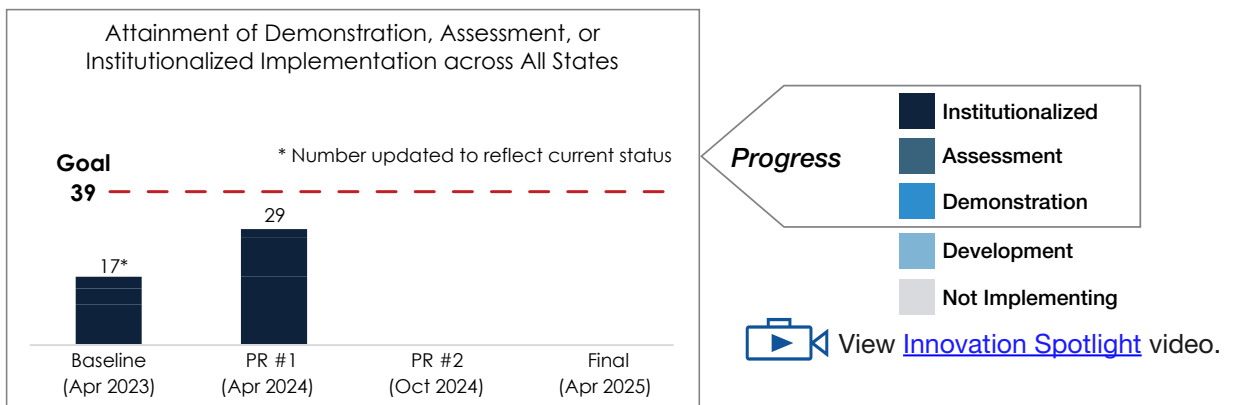 Attainment of Demonstration, Assessment, or
Institutionalized Implementation across All States
* Number updated to reflect current status
Goal
39
17*
29
Baseline
(Apr 2023)
PR #1
(Apr 2024)
PR #2
(Oct 2024)
Final
(Apr 2025)
Progress
Institutionalized
Assessment
Demonstration
Development
Not Implementing
View Innovation Spotlight video.